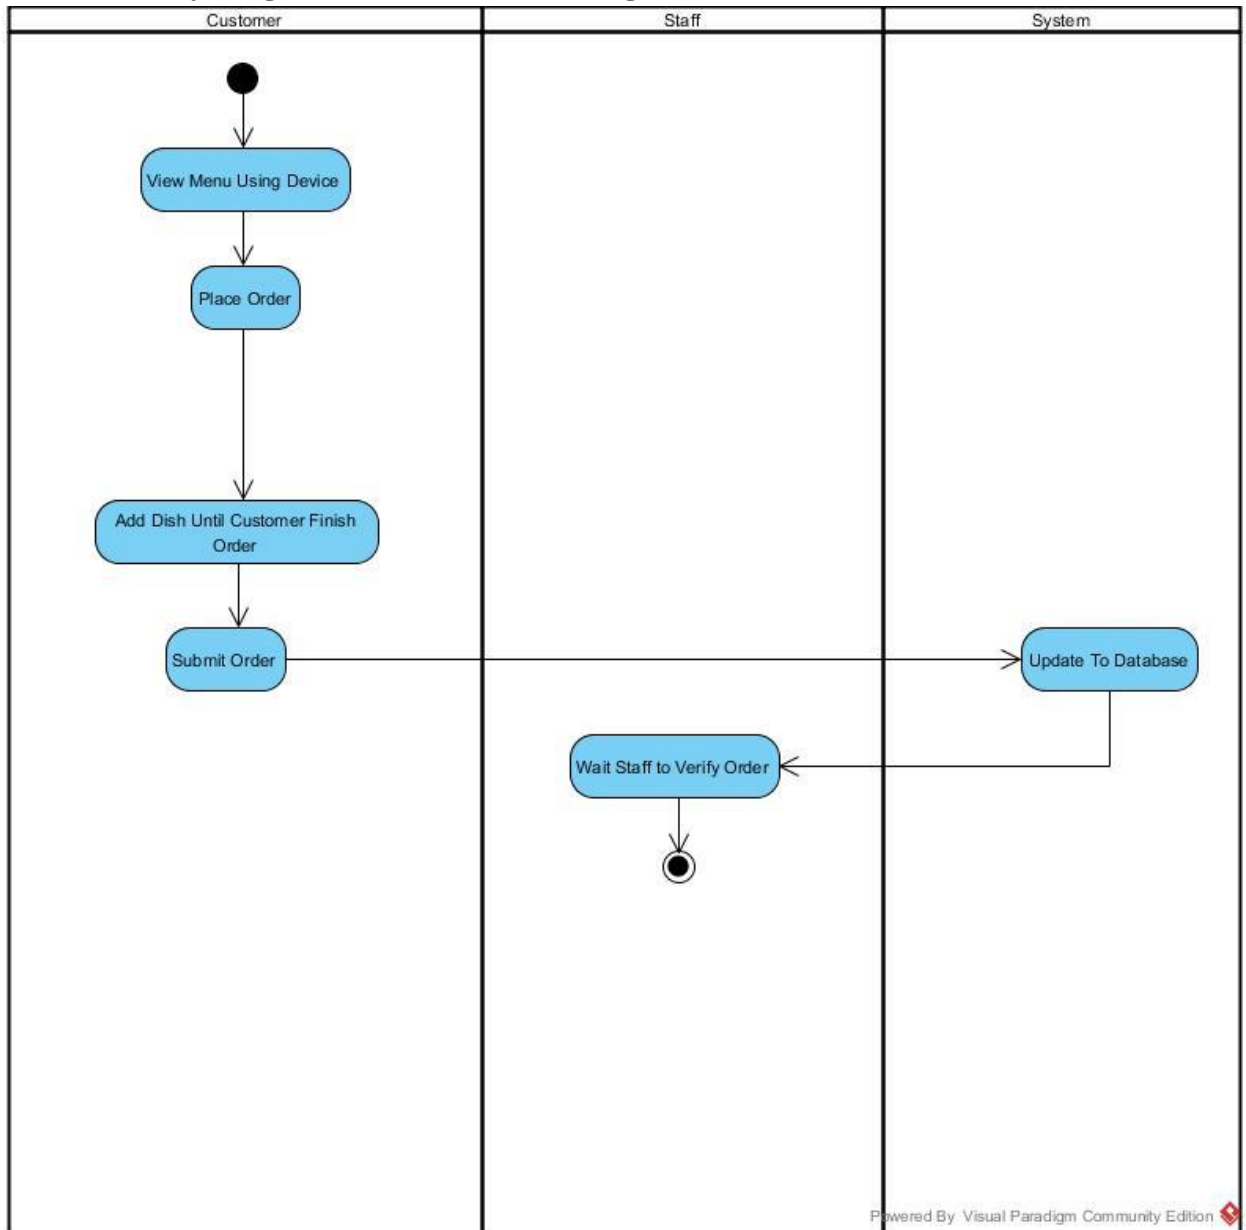 Customer
Staff
System
View Menu Using Device
Place Order
Add Dish Until Customer Finish
Order
Submit Order
Update To Database
Wait Staff to Verify Order
Powered By Visual Paradigm Community Edition